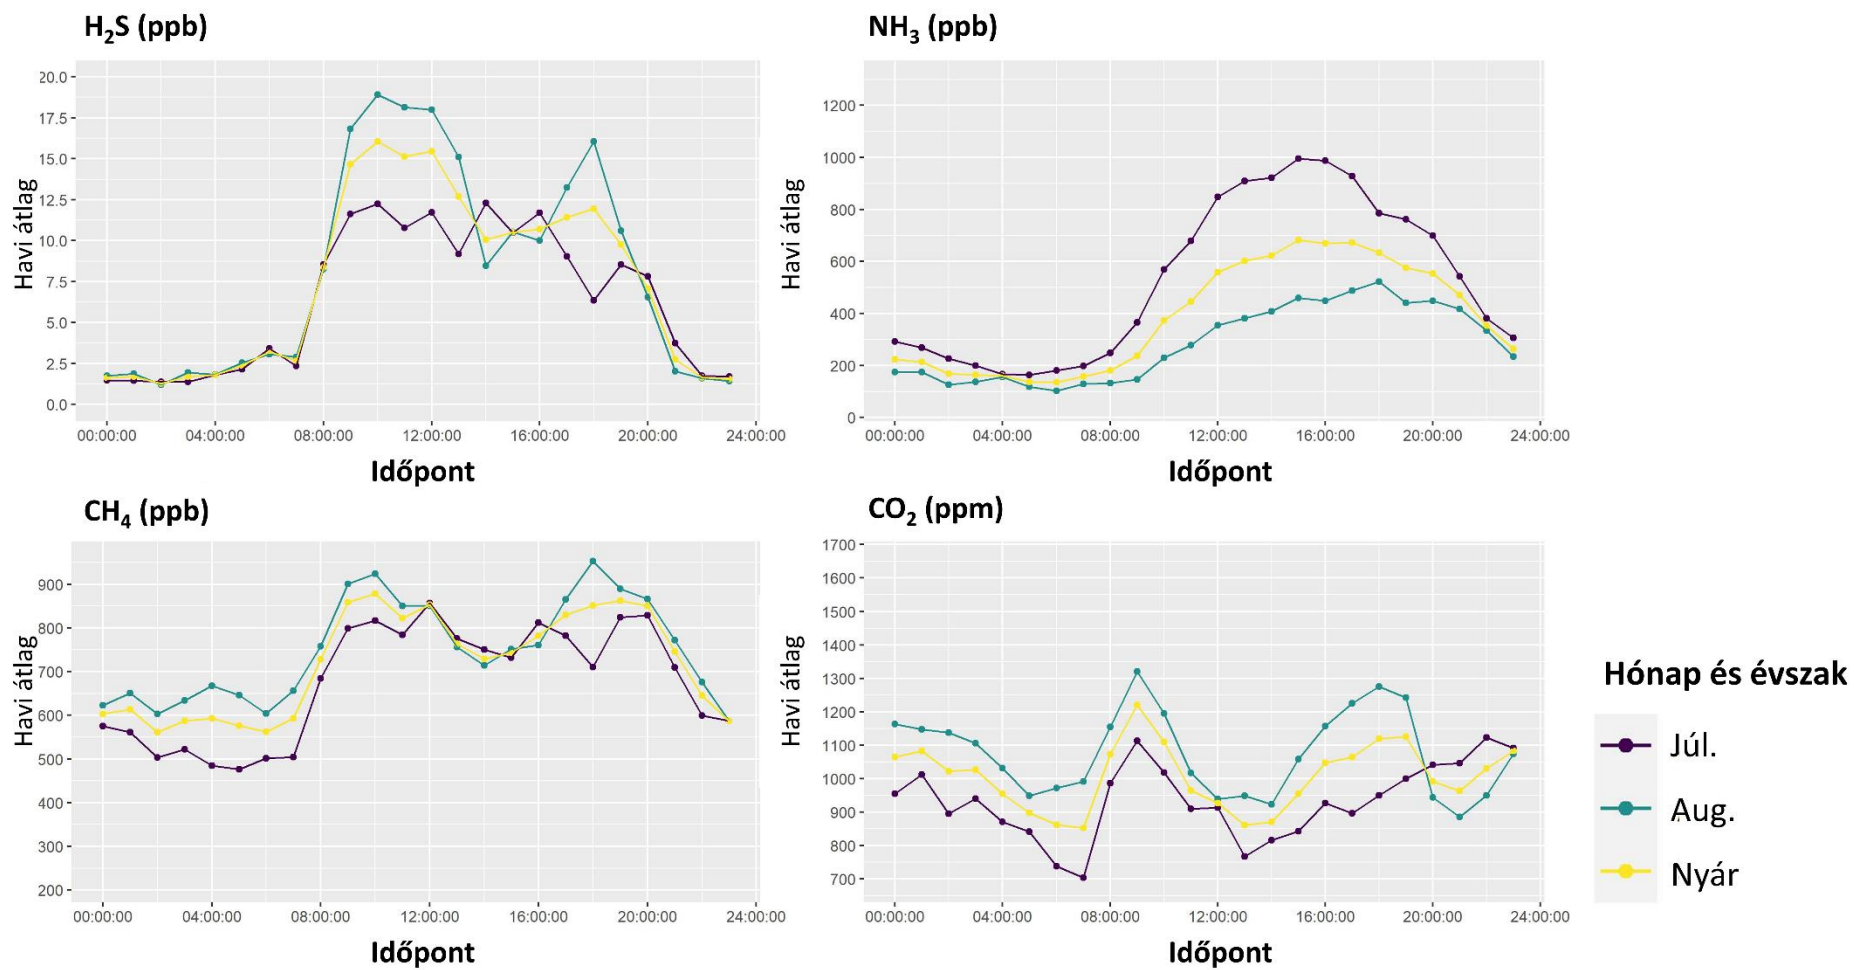 H₂S (ppb)
Havi átlag
20.0
17.5
15.0
12.5
10.0
7.5
5.0
2.5
0.0
00:00:00 04:00:00 08:00:00 12:00:00 16:00:00 20:00:00 24:00:00
Időpont
NH₃ (ppb)
Havi átlag
1200
1000
800
600
400
200
0
00:00:00 04:00:00 08:00:00 12:00:00 16:00:00 20:00:00 24:00:00
Időpont
CH₄ (ppb)
Havi átlag
900
800
700
600
500
400
300
200
00:00:00 04:00:00 08:00:00 12:00:00 16:00:00 20:00:00 24:00:00
Időpont
CO₂ (ppm)
Havi átlag
1700
1600
1500
1400
1300
1200
1100
1000
900
800
700
00:00:00 04:00:00 08:00:00 12:00:00 16:00:00 20:00:00 24:00:00
Időpont
Hónap és évszak
Júl.
Aug.
Nyár